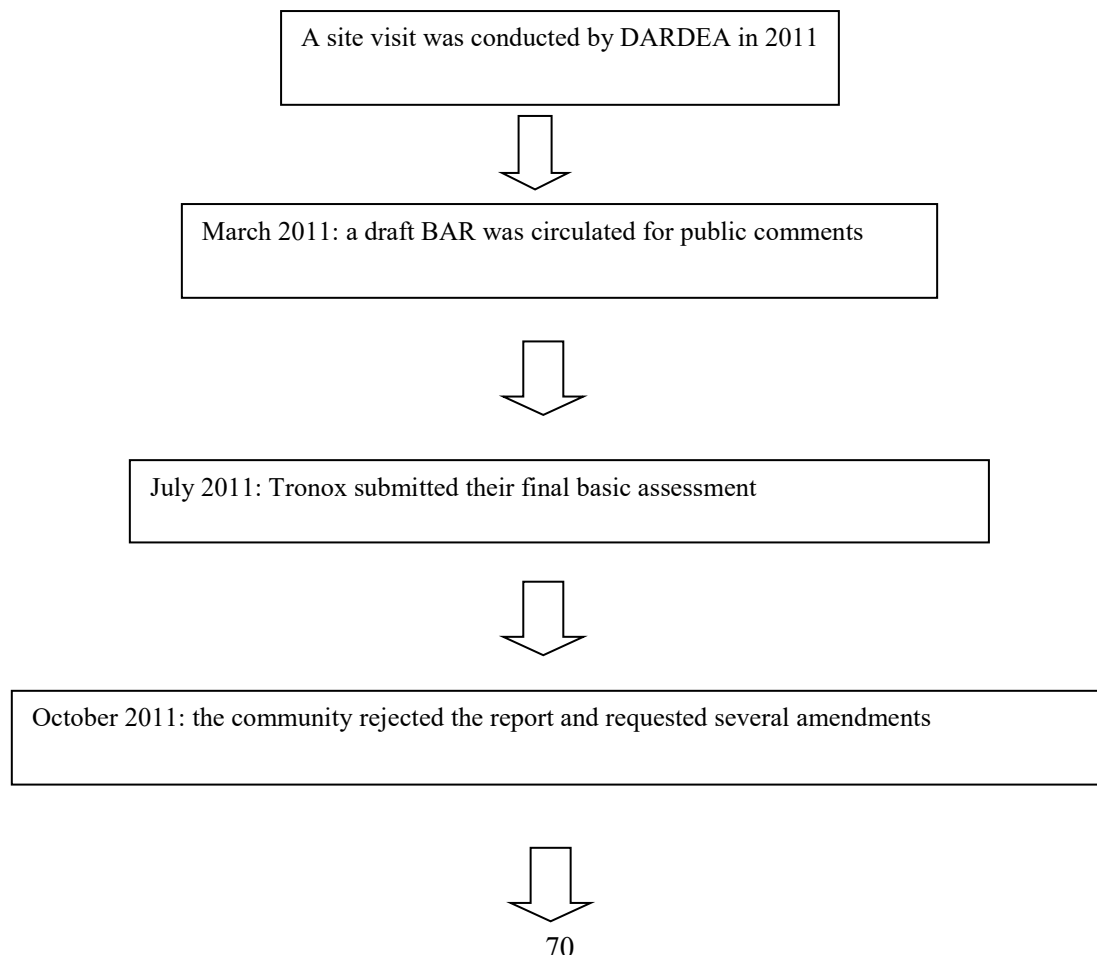 A site visit was conducted by DARDEA in 2011
March 2011: a draft BAR was circulated for public comments
July 2011: Tronox submitted their final basic assessment
October 2011: the community rejected the report and requested several amendments
70